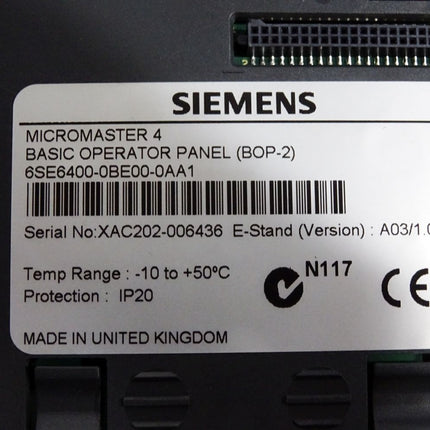 SIEMENS
MICROMASTER 4
BASIC OPERATOR PANEL (BOP-2)
6SE6400-0BE00-0AA1
Serial No:XAC202-006436 E-Stand (Version) : A03/1.0
Temp Range : -10 to +50ºC
N117
Protection : IP20
CE
MADE IN UNITED KINGDOM